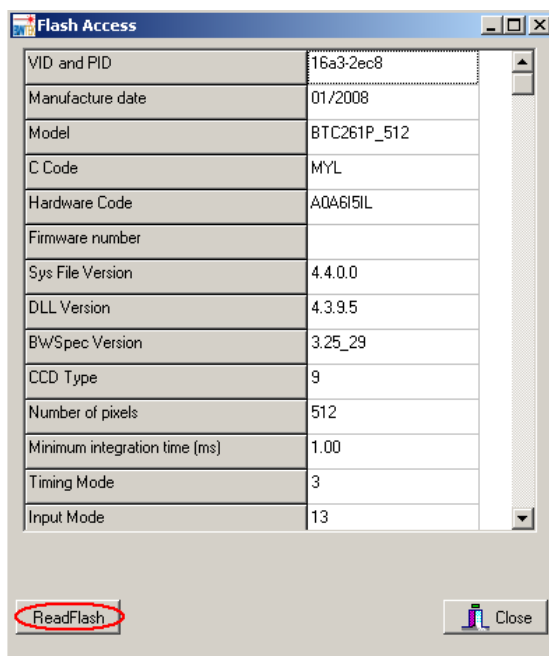 Flash Access
VID and PID 16a3-2ec8
Manufacture date 01/2008
Model BTC261P_512
C Code MYL
Hardware Code A0A6I5IL
Firmware number
Sys File Version 4.4.0.0
DLL Version 4.3.9.5
BWSpec Version 3.25_29
CCD Type 9
Number of pixels 512
Minimum integration time (ms) 1.00
Timing Mode 3
Input Mode 13
ReadFlash Close